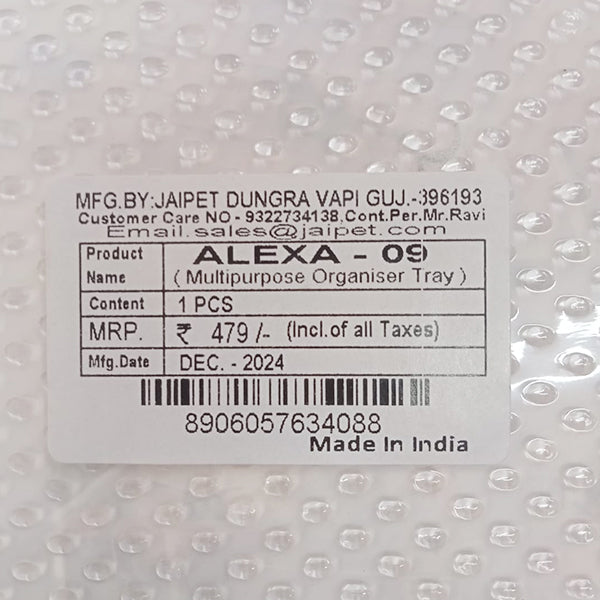 MFG.BY:JAIPET DUNGRA VAPI GUJ.-396193
Customer Care NO - 9322734138,Cont.Per.Mr.Ravi
Email.sales@jaipet.com
Product Name ALEXA - 09
( Multipurpose Organiser Tray )
Content 1 PCS
MRP. ₹ 479/- (Incl.of all Taxes)
Mfg.Date DEC. - 2024
8906057634088
Made In India